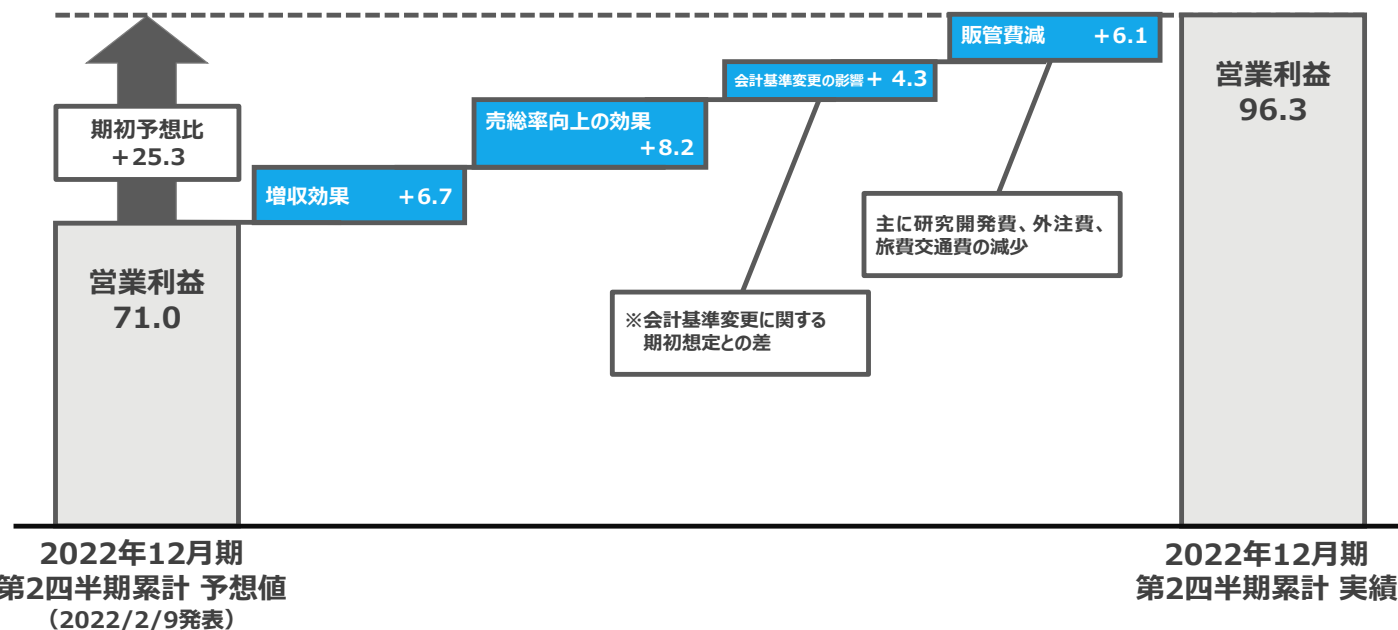 期初予想比
+25.3
営業利益
71.0
増収効果 +6.7
売総率向上の効果
+8.2
会計基準変更の影響+ 4.3
販管費減 +6.1
※会計基準変更に関する
期初想定との差
主に研究開発費、外注費、
旅費交通費の減少
営業利益
96.3
2022年12月期
第2四半期累計 予想値
（2022/2/9発表）
2022年12月期
第2四半期累計 実績